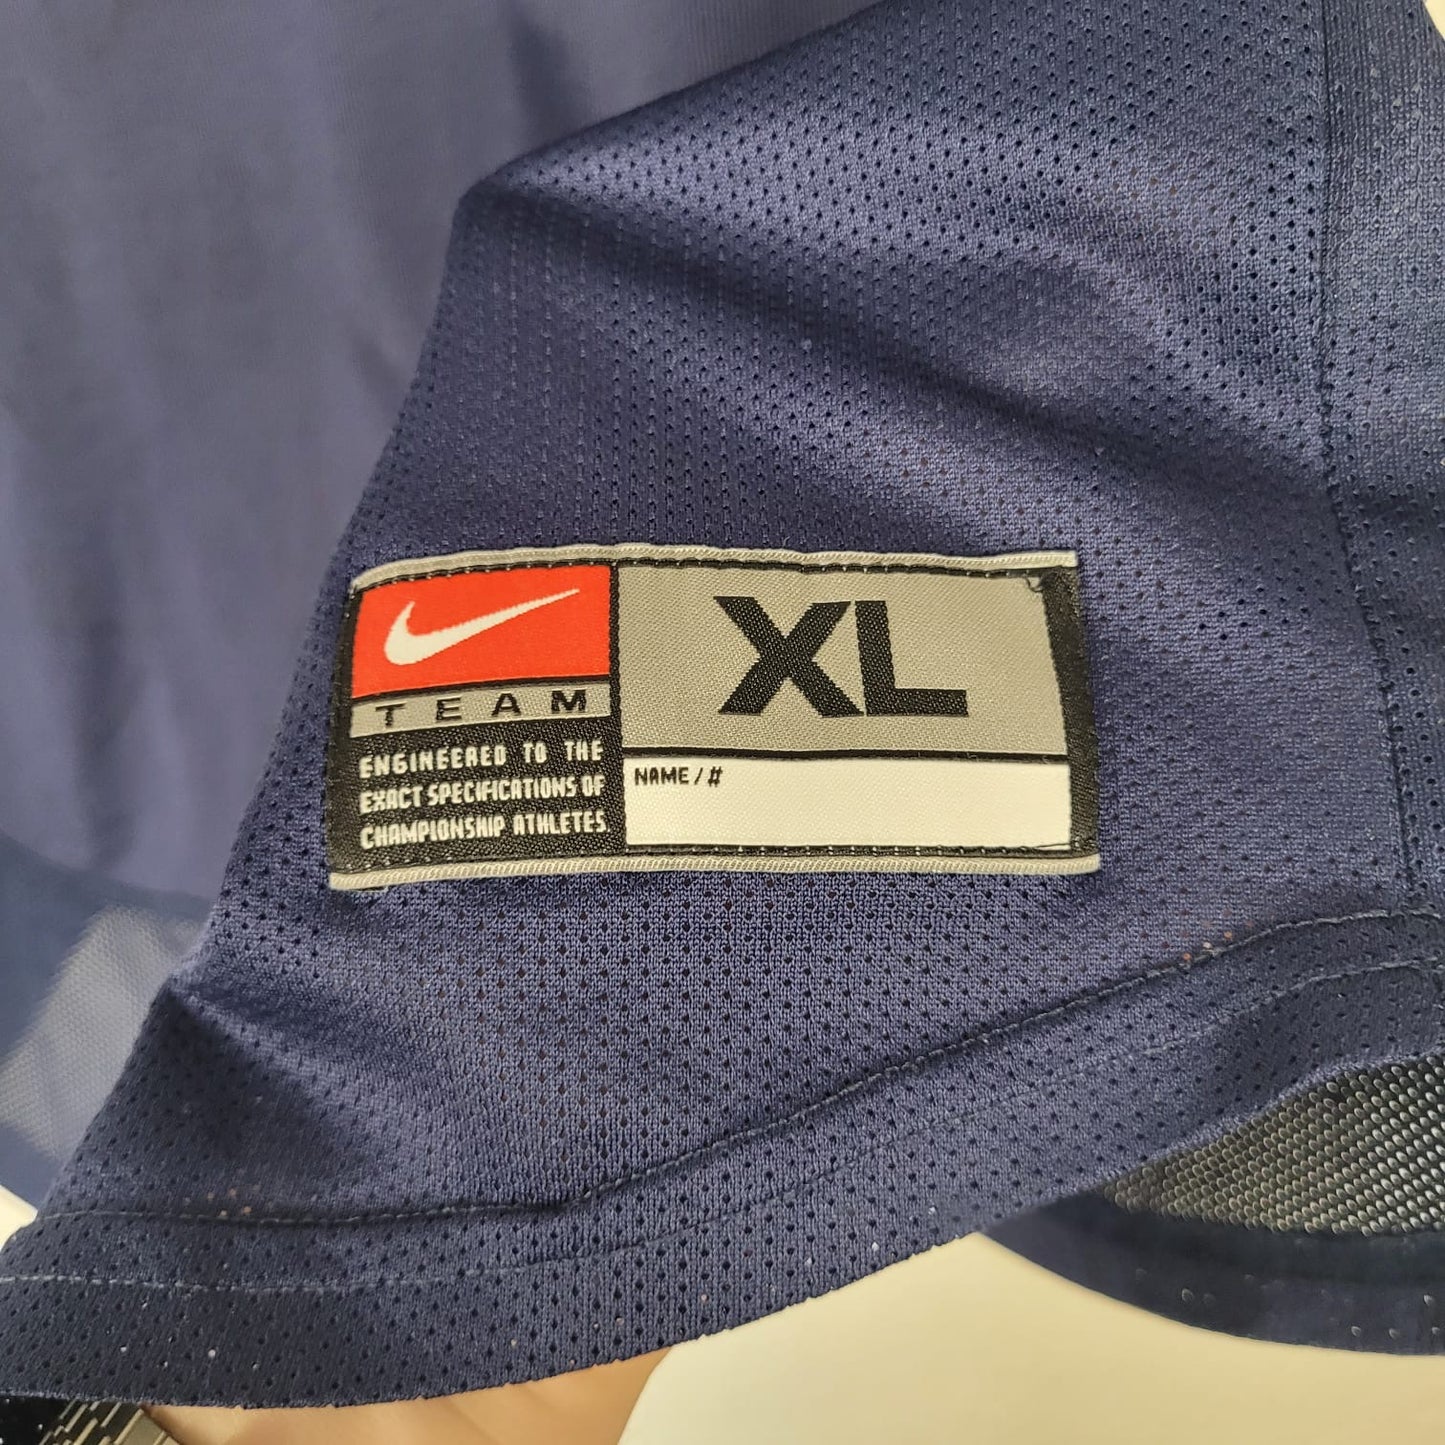 TEAM
ENGINEERED TO THE
EXACT SPECIFICATIONS OF
CHAMPIONSHIP ATHLETES
XL
NAME / #